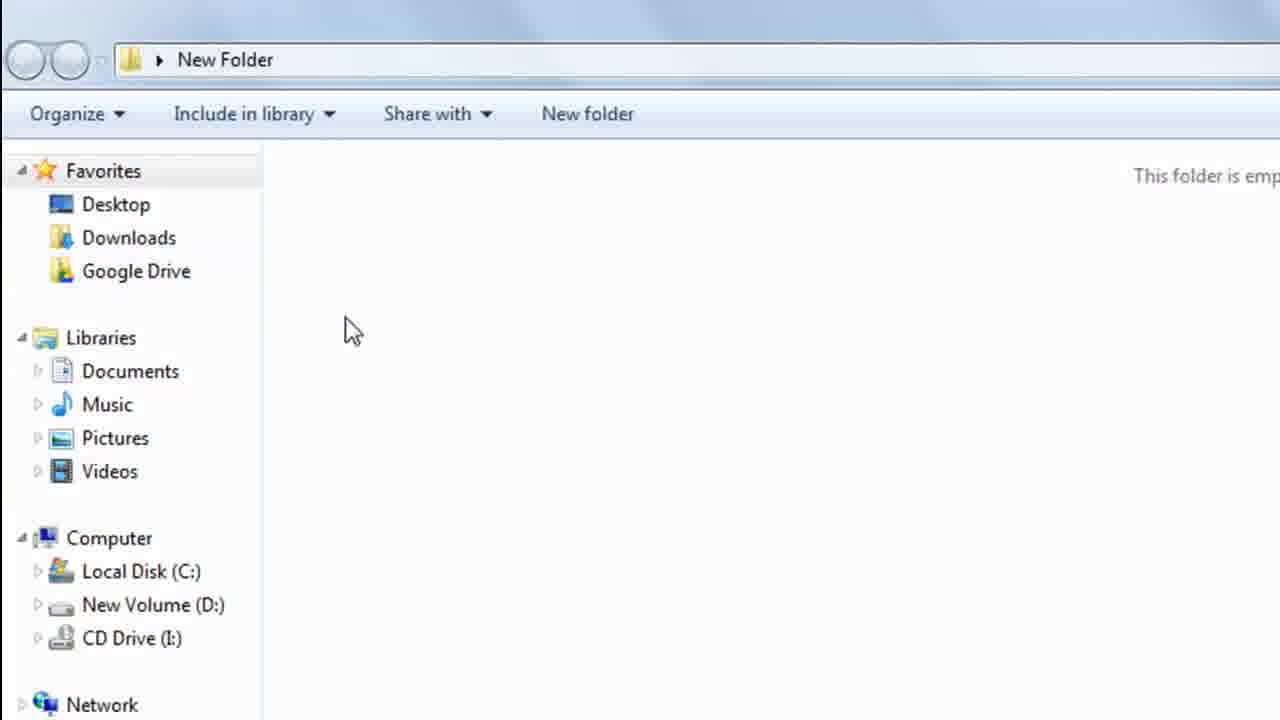 New Folder
Organize Include in library Share with New folder
This folder is emp
Favorites
Desktop
Downloads
Google Drive
Libraries
Documents
Music
Pictures
Videos
Computer
Local Disk (C:)
New Volume (D:)
CD Drive (I:)
Network